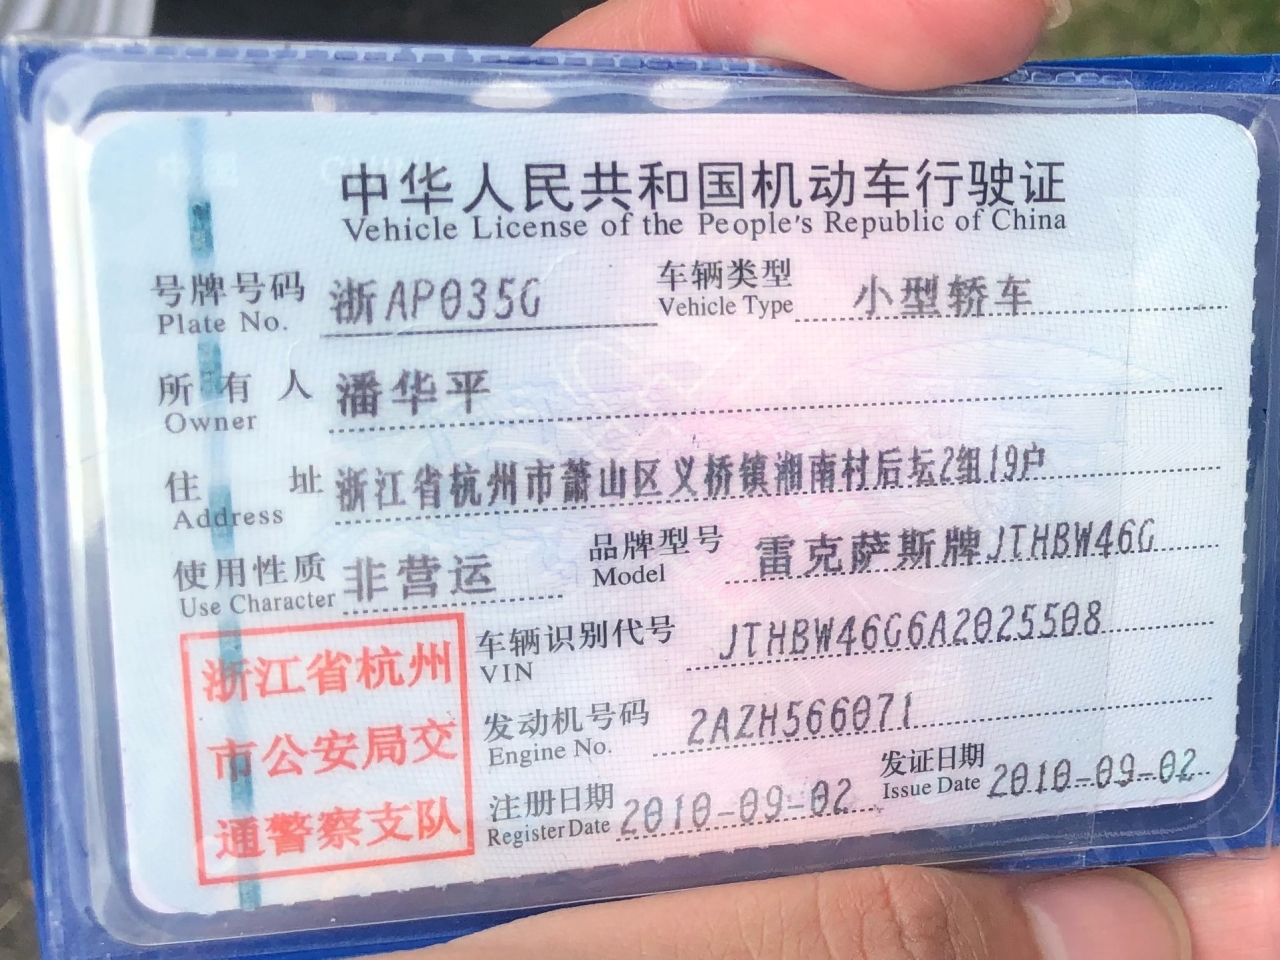 中华人民共和国机动车行驶证
Vehicle License of the People's Republic of China
号牌号码 浙AP035G 车辆类型 小型轿车
Plate No. Vehicle Type
所有人 潘华平
Owner
住址 浙江省杭州市萧山区义桥镇湘南村后坛2组19户
Address
使用性质 非营运 品牌型号 雷克萨斯牌JTHBW46G
Use Character Model
浙江省杭州
市公安局交
通警察支队
车辆识别代号 JTHBW46G6A2025508
VIN
发动机号码 2AZH566071
Engine No.
注册日期 2010-09-02 发证日期 2010-09-02
Register Date Issue Date